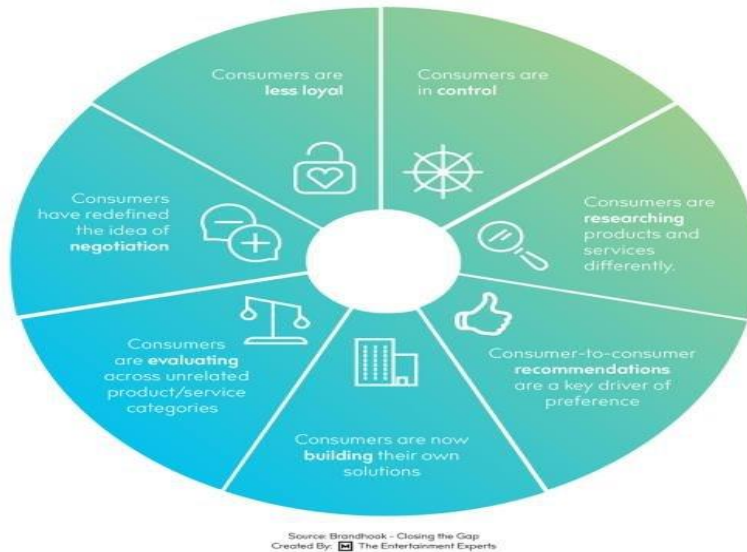 Consumers are
less loyal
Consumers are
in control
Consumers are
researching
products and
services
differently.
Consumer-to-consumer
recommendations
are a key driver of
preference
Consumers are now
building their own
solutions
Consumers
are evaluating
across unrelated
product/service
categories
Consumers
have redefined
the idea of
negotiation
Source: Brandhook - Closing the Gap
Created By: M The Entertainment Experts